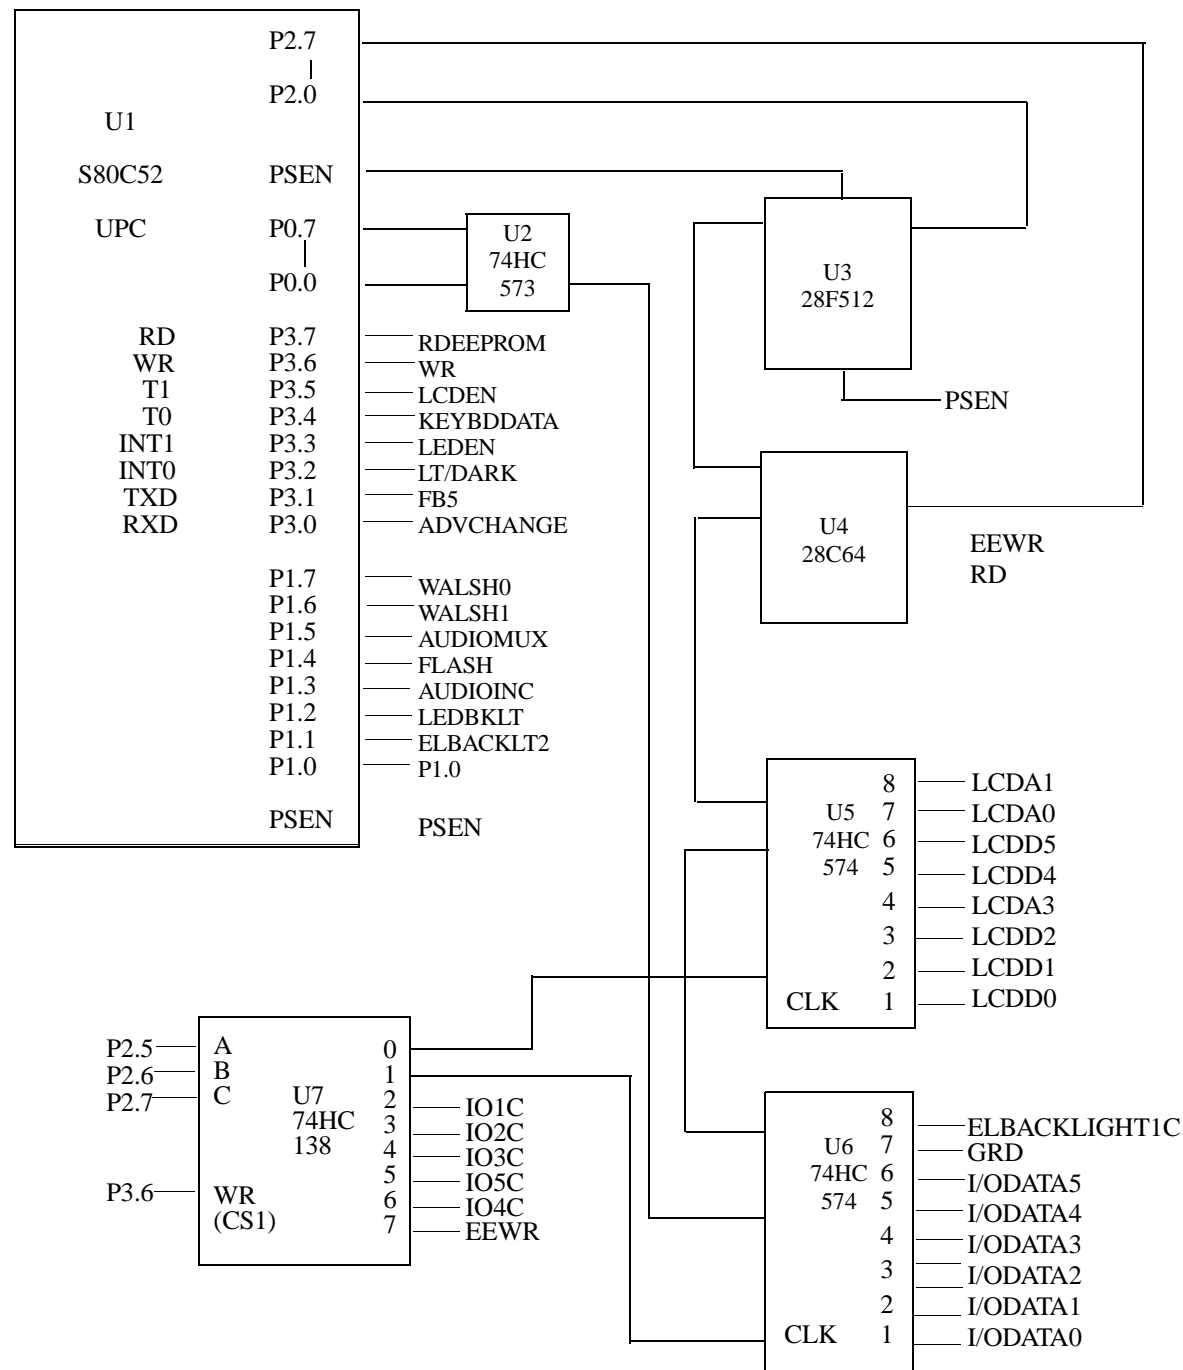 P2.7
P2.0
U1
S80C52 PSEN
UPC P0.7
P0.0
U2
74HC
573
U3
28F512
PSEN
RD P3.7 RDEEPROM
WR P3.6 WR
T1 P3.5 LCDEN
T0 P3.4 KEYBDDATA
INT1 P3.3 LEDEN
INT0 P3.2 LT/DARK
TXD P3.1 FB5
RXD P3.0 ADVCHANGE
P1.7 WALSH0
P1.6 WALSH1
P1.5 AUDIOMUX
P1.4 FLASH
P1.3 AUDIOINC
P1.2 LEDBKLT
P1.1 ELBACKLT2
P1.0 P1.0
PSEN PSEN
U4
28C64
EEWR
RD
U5
74HC
574
CLK
8 LCDA1
7 LCDA0
6 LCDD5
5 LCDD4
4 LCDA3
3 LCDD2
2 LCDD1
1 LCDD0
P2.5 A
P2.6 B
P2.7 C
P3.6 WR
(CS1)
U7
74HC
138
0
1
2 IO1C
3 IO2C
4 IO3C
5 IO5C
6 IO4C
7 EEWR
U6
74HC
574
CLK
8 ELBACKLIGHT1C
7 GRD
6 I/ODATA5
5 I/ODATA4
4 I/ODATA3
3 I/ODATA2
2 I/ODATA1
1 I/ODATA0